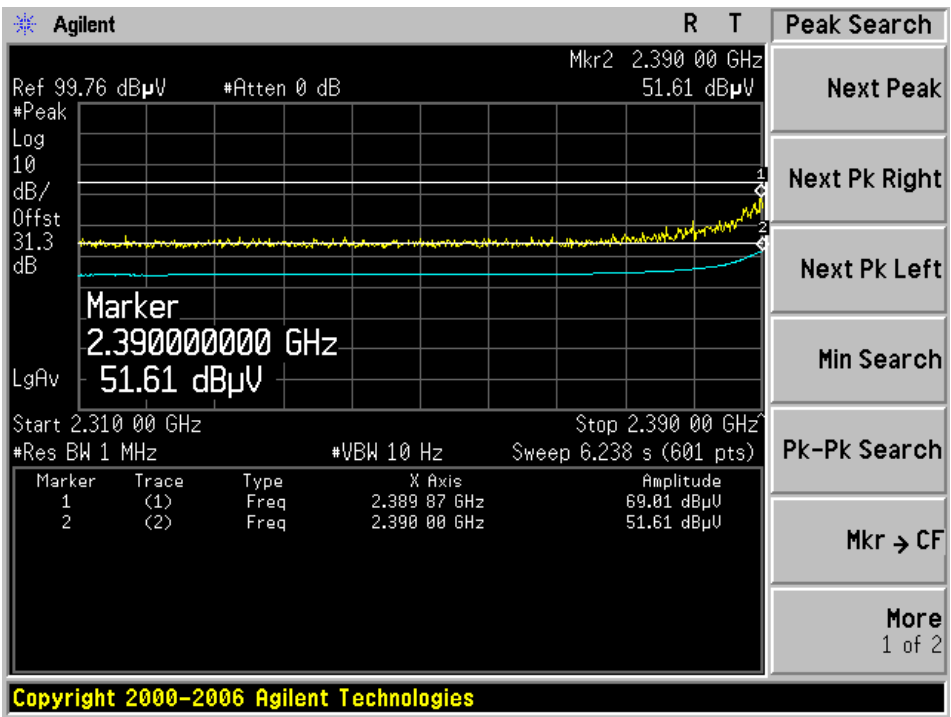 Agilent R T Peak Search
Mkr2 2.390 00 GHz
Ref 99.76 dBµV #Atten 0 dB 51.61 dBµV
#Peak
Log
10
dB/
Offst
31.3
dB
LgAv
1
2
Marker
2.390000000 GHz
51.61 dBµV
Start 2.310 00 GHz Stop 2.390 00 GHz^
#Res BW 1 MHz #VBW 10 Hz Sweep 6.238 s (601 pts)
Marker Trace Type X Axis Amplitude
1 (1) Freq 2.389 87 GHz 69.01 dBµV
2 (2) Freq 2.390 00 GHz 51.61 dBµV
Next Peak
Next Pk Right
Next Pk Left
Min Search
Pk-Pk Search
Mkr → CF
More
1 of 2
Copyright 2000-2006 Agilent Technologies